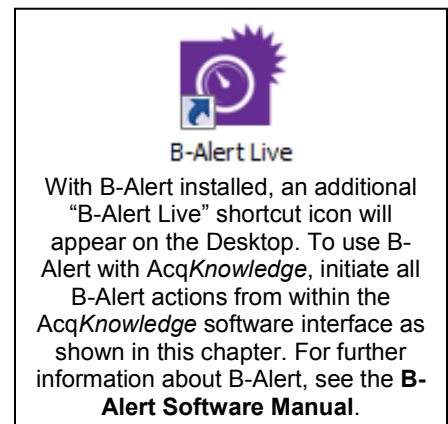 B-Alert Live
With B-Alert installed, an additional
“B-Alert Live” shortcut icon will
appear on the Desktop. To use B-
Alert with AcqKnowledge, initiate all
B-Alert actions from within the
AcqKnowledge software interface as
shown in this chapter. For further
information about B-Alert, see the B-
Alert Software Manual.